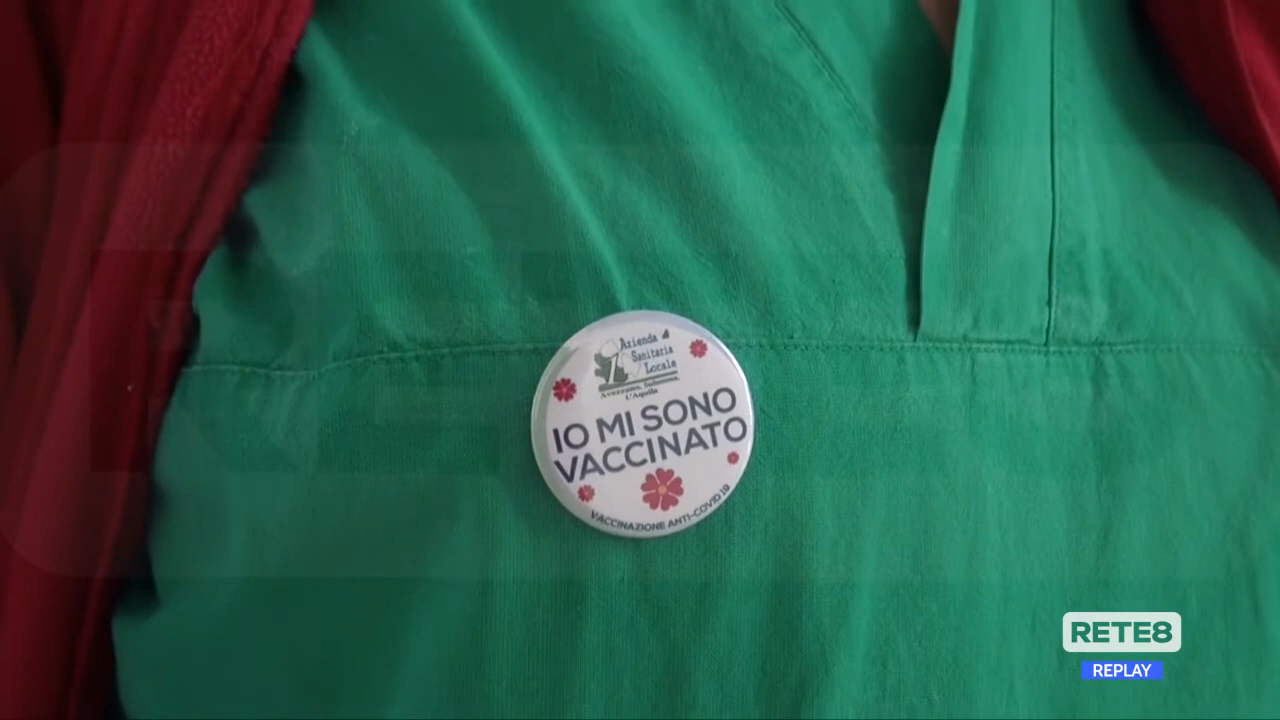 Azienda
Sanitaria
Locale
Avezzano, Sulmona,
L'Aquila
IO MI SONO
VACCINATO
VACCINAZIONE ANTI-COVID 19
RETE8
REPLAY